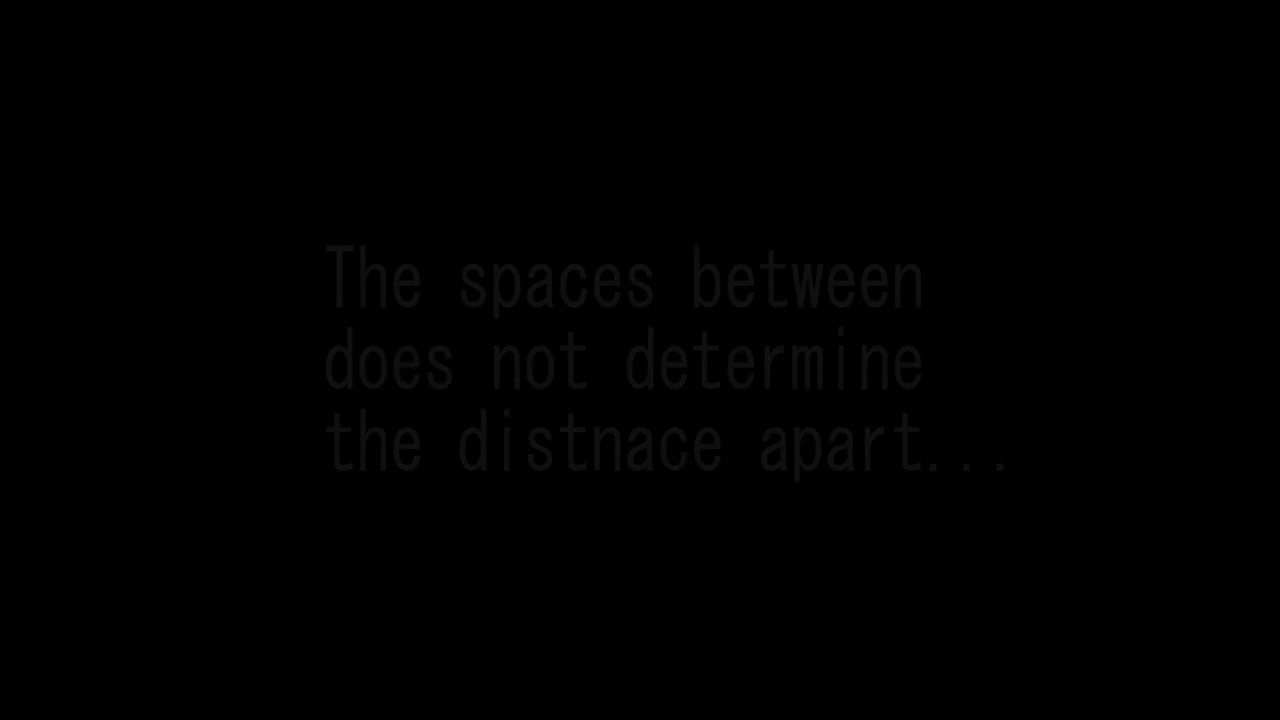 The spaces between
does not determine
the distnace apart...